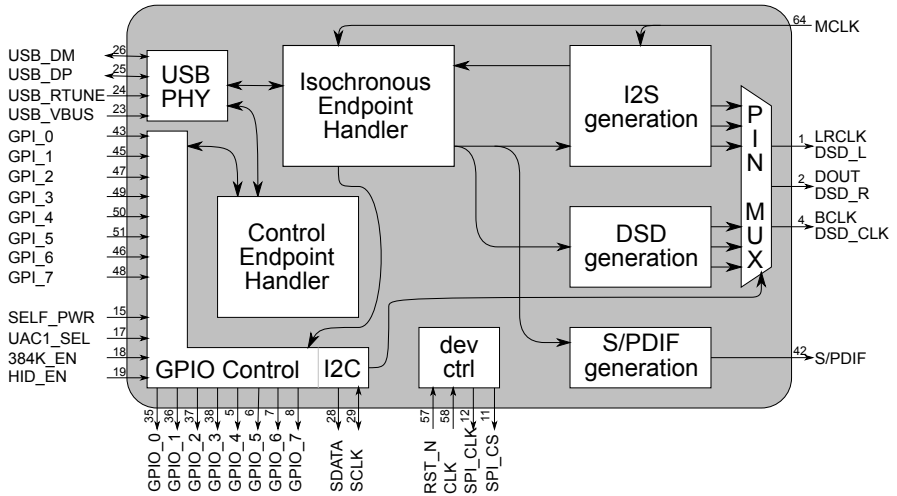 64 MCLK
USB_DM 26
USB_DP 25
USB_RTUNE 24
USB_VBUS 23
GPI_0 43
GPI_1 45
GPI_2 47
GPI_3 49
GPI_4 50
GPI_5 51
GPI_6 46
GPI_7 48
SELF_PWR 15
UAC1_SEL 17
384K_EN 18
HID_EN 19
USB
PHY
Isochronous
Endpoint
Handler
I2S
generation
PIN
MUX
1 LRCLK
DSD_L
2 DOUT
DSD_R
4 BCLK
DSD_CLK
Control
Endpoint
Handler
DSD
generation
S/PDIF
generation
42 S/PDIF
GPIO Control
I2C
dev
ctrl
35 GPIO_0
36 GPIO_1
37 GPIO_2
38 GPIO_3
5 GPIO_4
6 GPIO_5
7 GPIO_6
8 GPIO_7
28 SDATA
29 SCLK
57 RST_N
58 CLK
12 SPI_CLK
11 SPI_CS